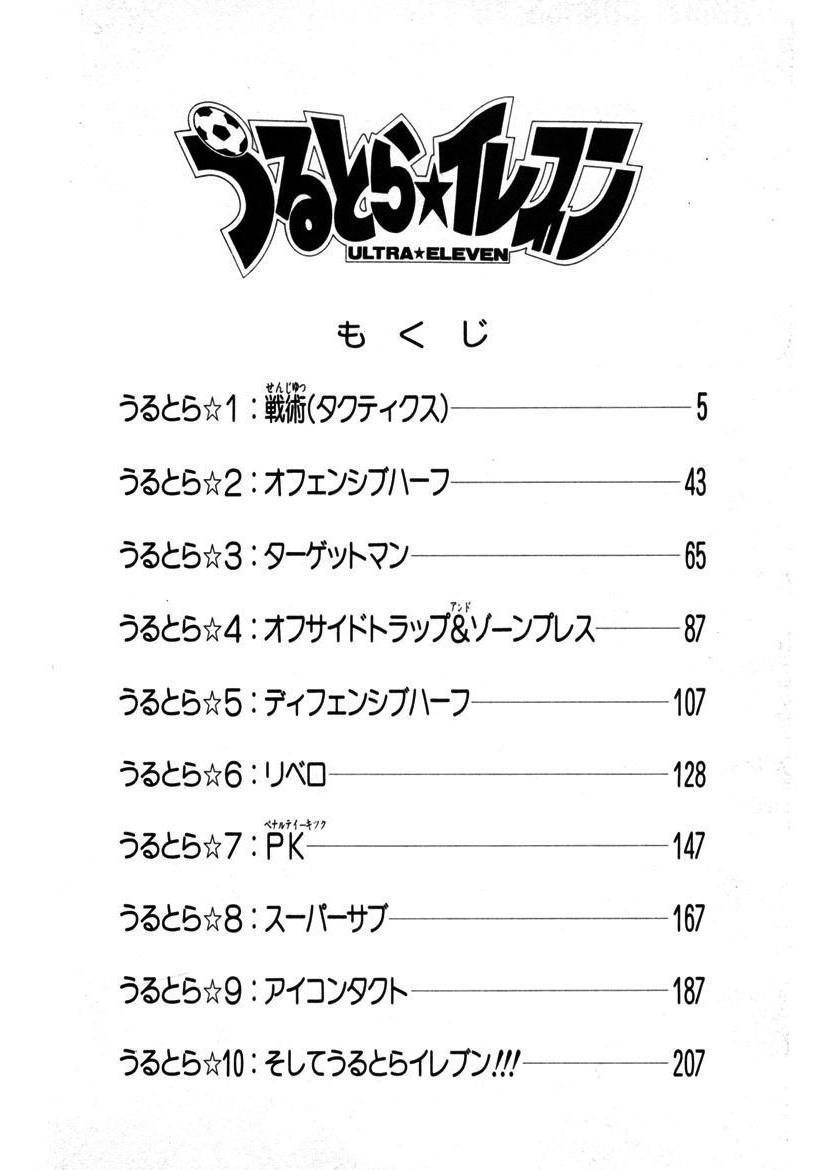 うるとら★イレブン
ULTRA★ELEVEN
もくじ
せんじゅつ
うるとら☆1：戦術(タクティクス)――5
うるとら☆2：オフェンシブハーフ――43
うるとら☆3：ターゲットマン――65
アンド
うるとら☆4：オフサイドトラップ&ゾーンプレス――87
うるとら☆5：ディフェンシブハーフ――107
うるとら☆6：リベロ――128
ペナルティーキック
うるとら☆7：PK――147
うるとら☆8：スーパーサブ――167
うるとら☆9：アイコンタクト――187
うるとら☆10：そしてうるとらイレブン!!!――207